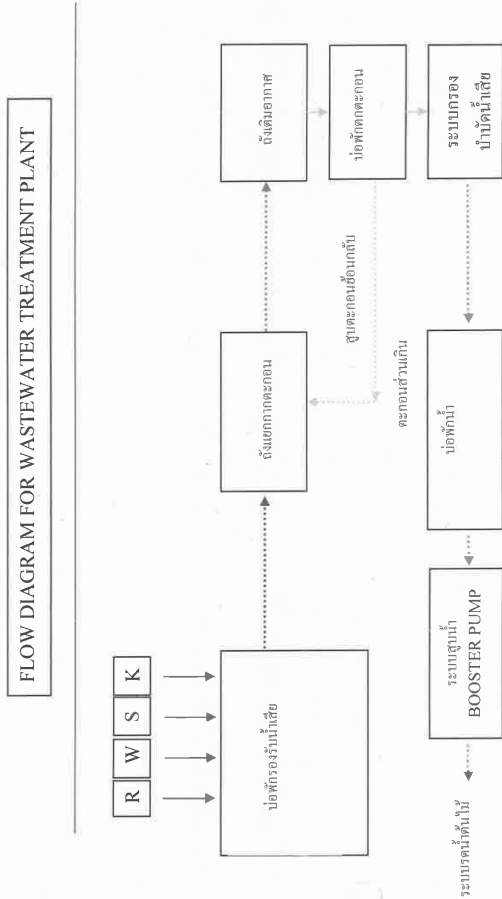 FLOW DIAGRAM FOR WASTEWATER TREATMENT PLANT
R
W
S
K
บ่อพักรองรับน้ำเสีย
ถังแยกกากตะกอน
ถังเติมอากาศ
บ่อพักตกตะกอน
สูบตะกอนย้อนกลับ
ตะกอนส่วนเกิน
ระบบกรอง
บำบัดน้ำเสีย
บ่อพักน้ำ
ระบบสูบน้ำ
BOOSTER PUMP
ระบบรดน้ำต้นไม้